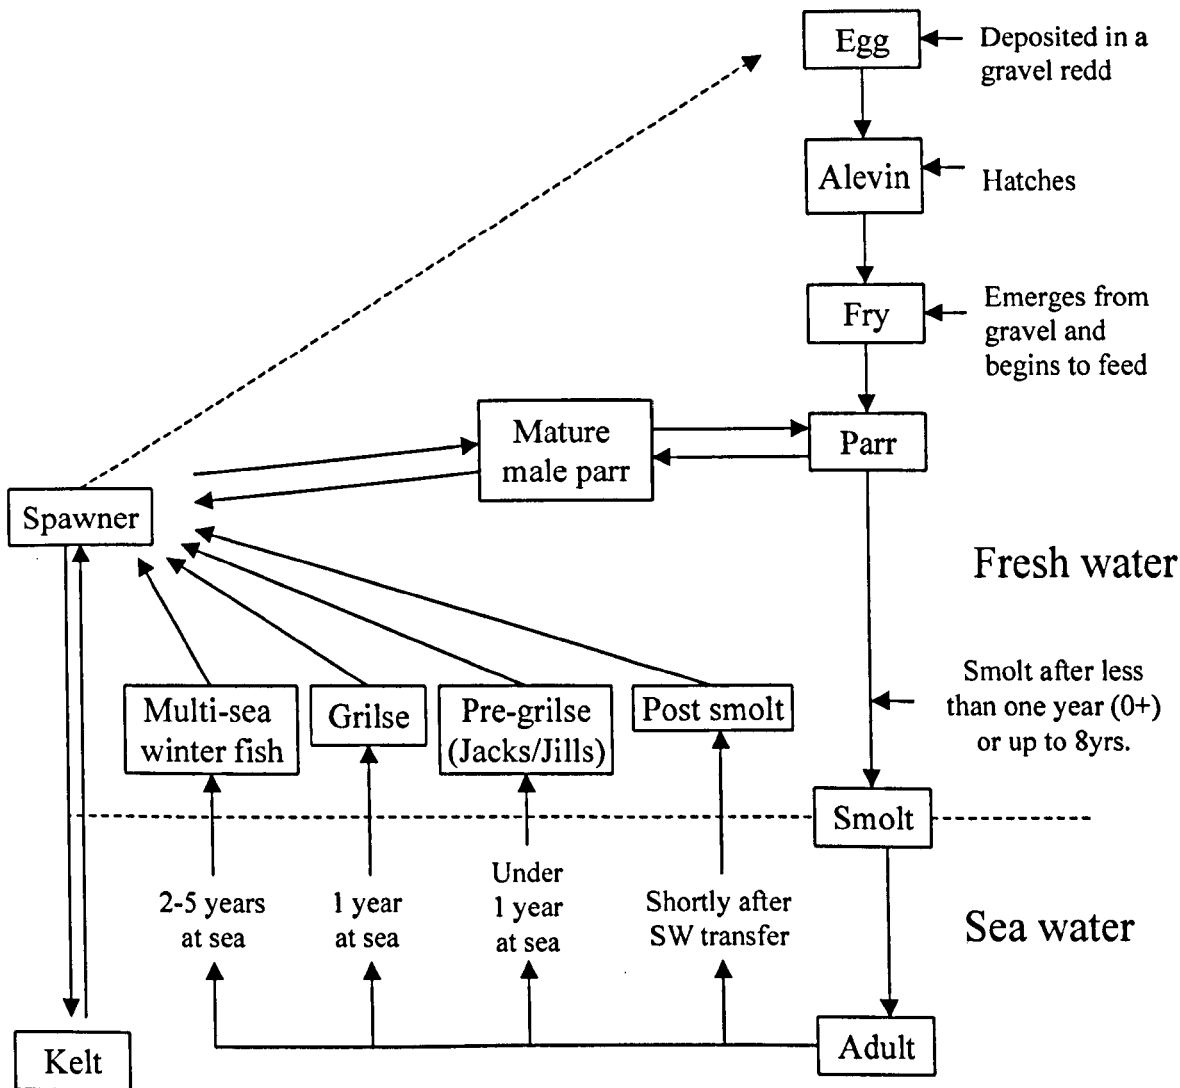 Egg
Deposited in a
gravel redd
Alevin
Hatches
Fry
Emerges from
gravel and
begins to feed
Mature
male parr
Parr
Spawner
Fresh water
Smolt after less
than one year (0+)
or up to 8yrs.
Multi-sea
winter fish
Grilse
Pre-grilse
(Jacks/Jills)
Post smolt
Smolt
2-5 years
at sea
1 year
at sea
Under
1 year
at sea
Shortly after
SW transfer
Sea water
Kelt
Adult